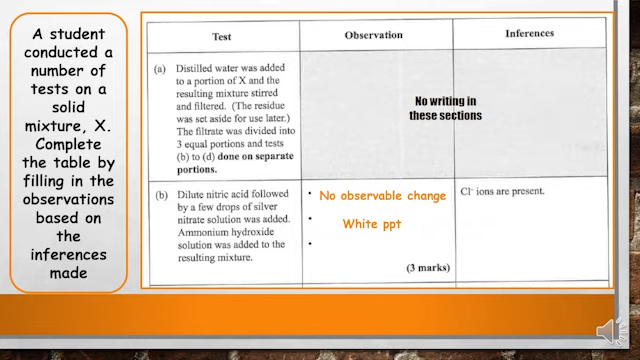 A student
conducted a
number of
tests on a
solid
mixture, X.
Complete
the table by
filling in the
observations
based on
the
inferences
made
Test
Observation
Inferences
(a) Distilled water was added
to a portion of X and the
resulting mixture stirred
and filtered. (The residue
was set aside for use later.)
The filtrate was divided into
3 equal portions and tests
(b) to (d) done on separate
portions.
No writing in
these sections
(b) Dilute nitric acid followed
by a few drops of silver
nitrate solution was added.
Ammonium hydroxide
solution was added to the
resulting mixture.
• No observable change
• White ppt
•
(3 marks)
Cl⁻ ions are present.